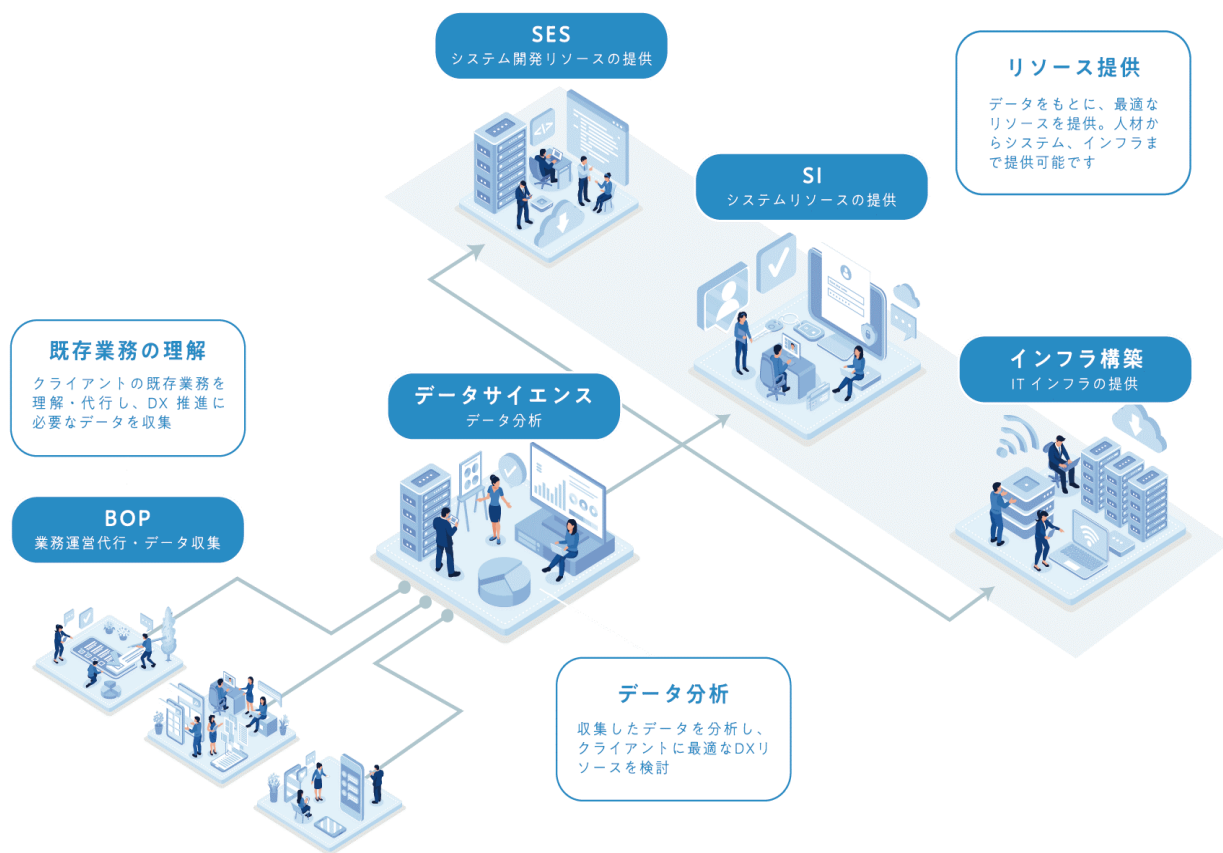 SES
システム開発リソースの提供
リソース提供
データをもとに、最適な
リソースを提供。人材か
らシステム、インフラま
で提供可能です
SI
システムリソースの提供
既存業務の理解
クライアントの既存業務を
理解・代行し、DX 推進に
必要なデータを収集
インフラ構築
IT インフラの提供
データサイエンス
データ分析
BOP
業務運営代行・データ収集
データ分析
収集したデータを分析し、
クライアントに最適なDXリ
ソースを検討